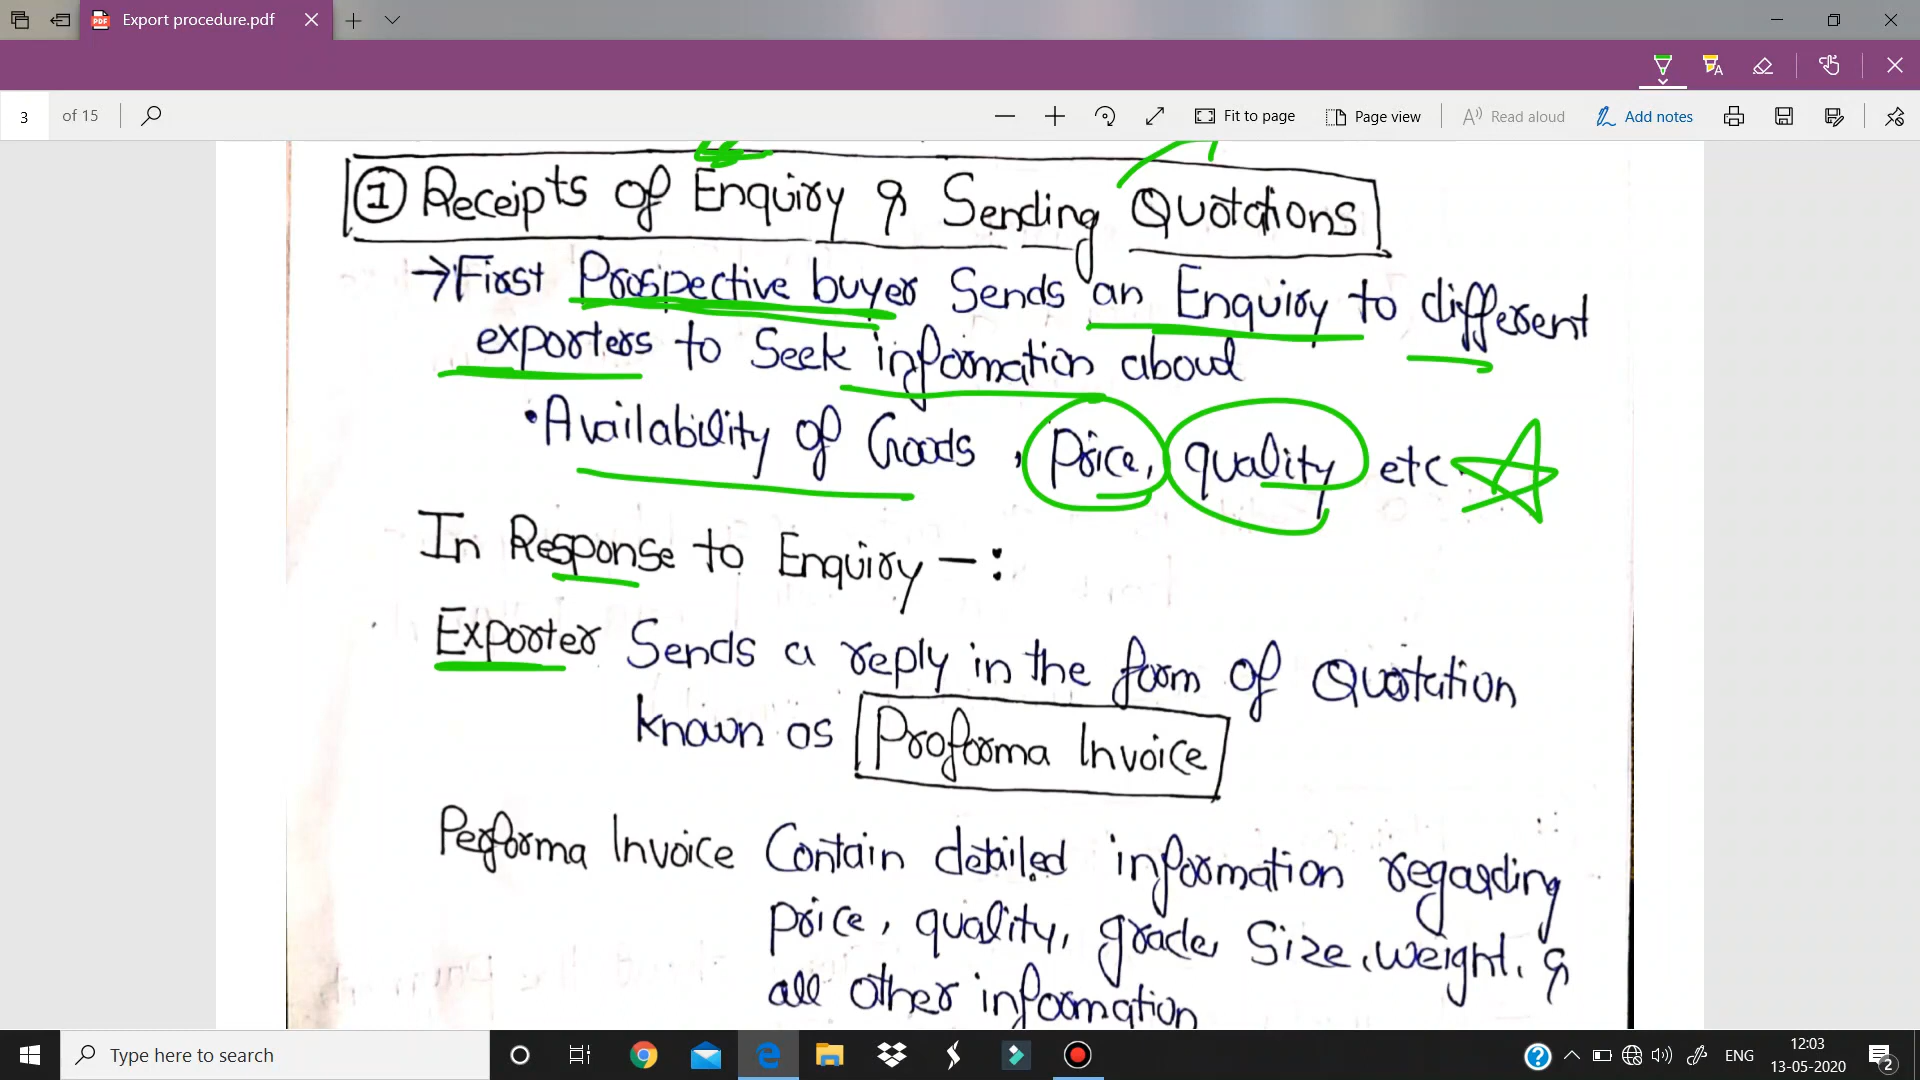 Export procedure.pdf
3 of 15
Fit to page
Page view
Read aloud
Add notes
① Receipts of Enquiry & Sending Quotations
→ First Prospective buyer Sends an Enquiry to different
exporters to Seek information about
• Availability of Goods, Price, quality etc.
In Response to Enquiry -:
Exporter Sends a reply in the form of Quotation
known as Proforma Invoice
Performa Invoice Contain detailed information regarding
Price, quality, grade, Size, weight, &
all other information
Type here to search
ENG
12:03
13-05-2020
2